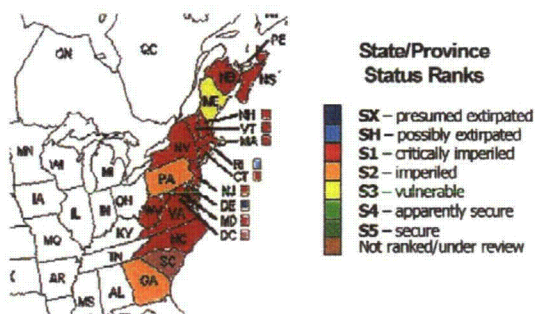 ON
QC
PE
NB
NS
ME
NH
VT
MA
NY
RI
CT
MN
WI
MI
PA
NJ
DE
MD
DC
IA
IL
IN
OH
WV
VA
KY
MO
NC
TN
SC
AR
MS
AL
GA
State/Province
Status Ranks
SX – presumed extirpated
SH – possibly extirpated
S1 – critically imperiled
S2 – imperiled
S3 – vulnerable
S4 – apparently secure
S5 – secure
Not ranked/under review